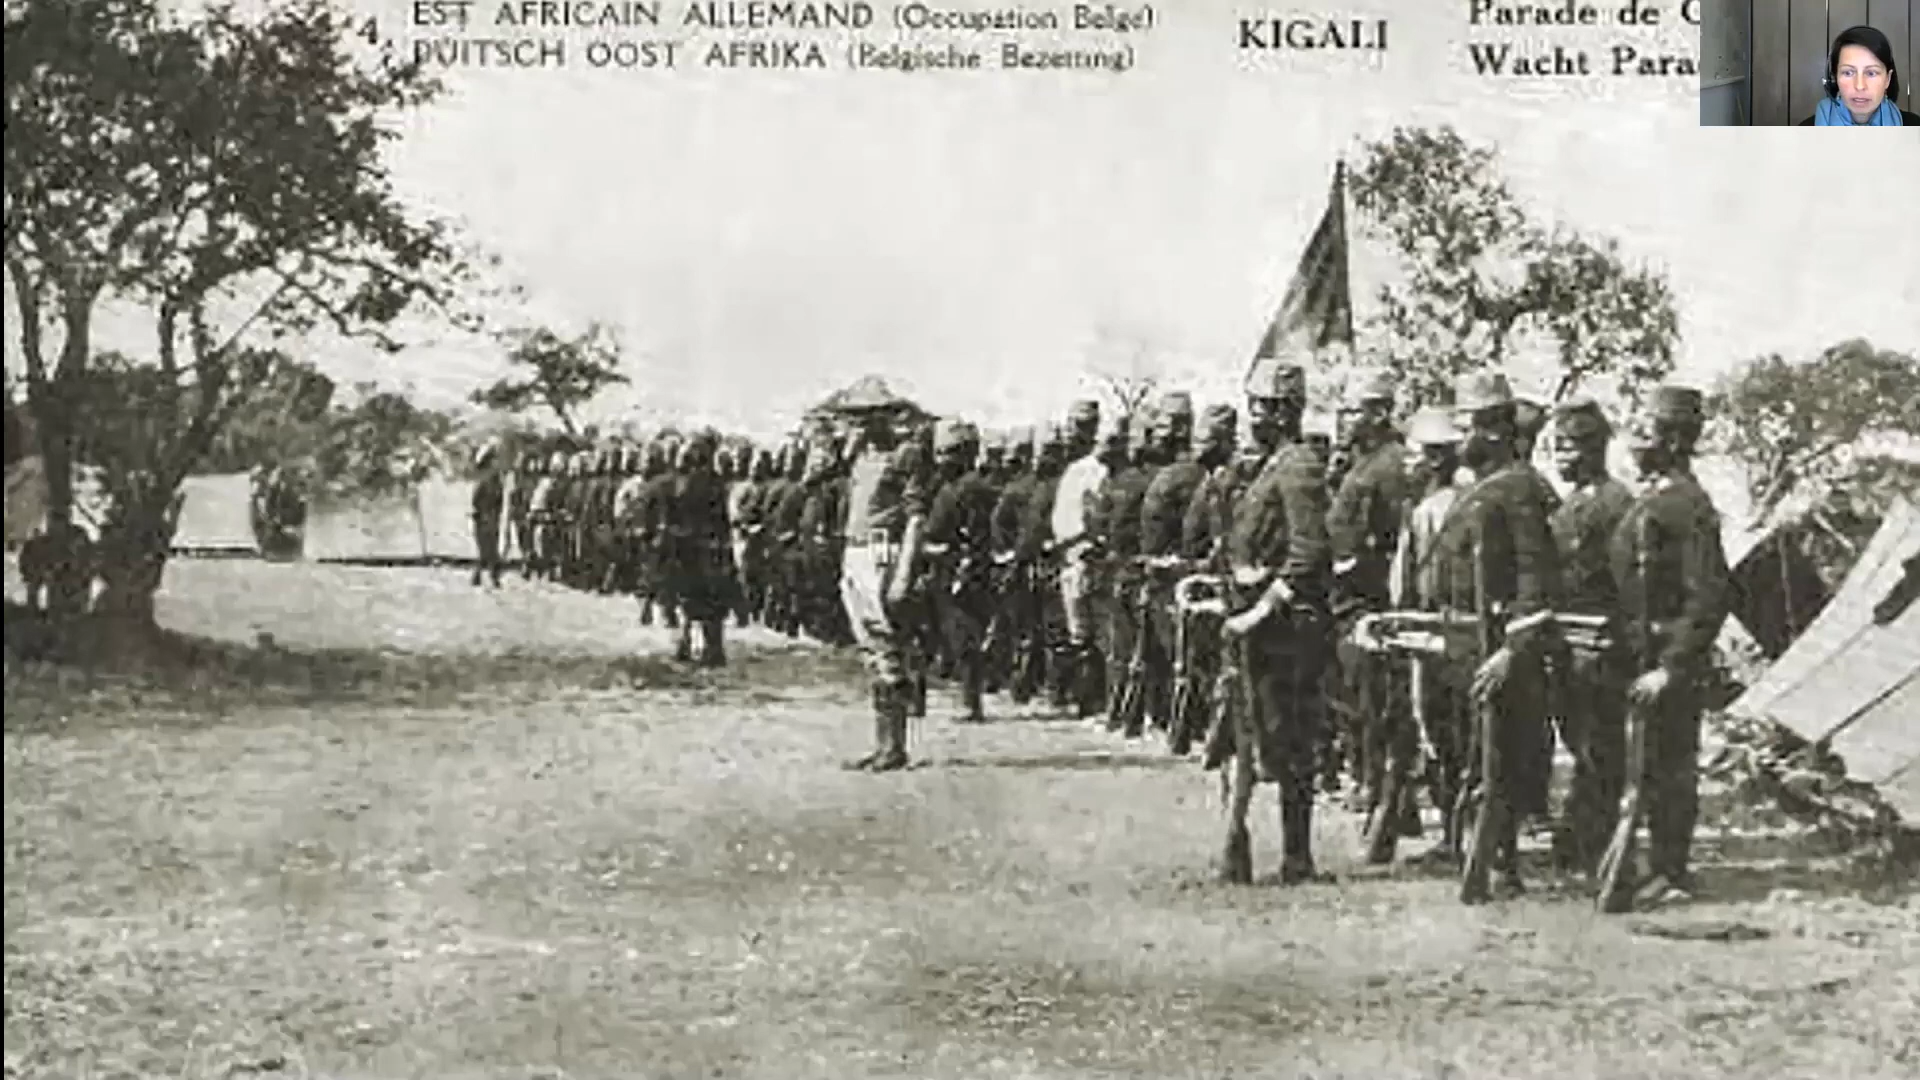 4. EST AFRICAIN ALLEMAND (Occupation Belge)
DUITSCH OOST AFRIKA (Belgische Bezetting)
KIGALI
Parade de
Wacht